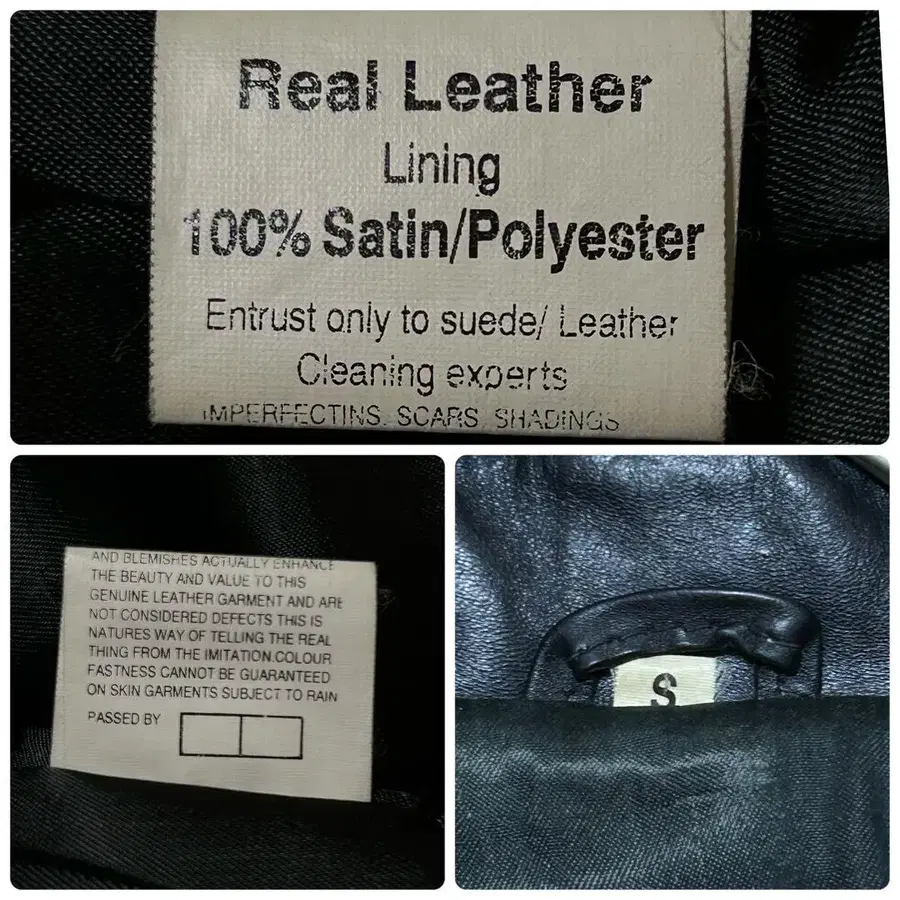 Real Leather
Lining
100% Satin/Polyester
Entrust only to suede/ Leather
Cleaning experts
IMPERFECTINS. SCARS SHADINGS
AND BLEMISHES ACTUALLY ENHANCE
THE BEAUTY AND VALUE TO THIS
GENUINE LEATHER GARMENT AND ARE
NOT CONSIDERED DEFECTS THIS IS
NATURES WAY OF TELLING THE REAL
THING FROM THE IMITATION.COLOUR
FASTNESS CANNOT BE GUARANTEED
ON SKIN GARMENTS SUBJECT TO RAIN
PASSED BY
S